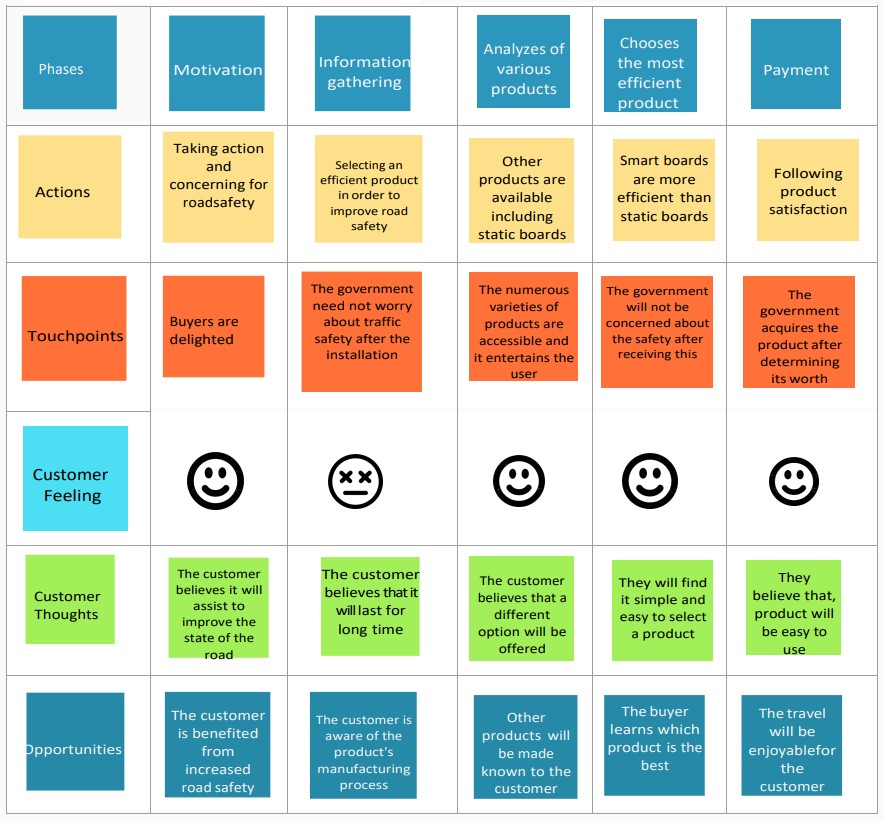 Phases
Motivation
Information
gathering
Analyzes of
various
products
Chooses
the most
efficient
product
Payment
Actions
Taking action
and
concerning for
roadsafety
Selecting an
efficient product
in order to
improve road
safety
Other
products are
available
including
static boards
Smart boards
are more
efficient than
static boards
Following
product
satisfaction
Touchpoints
Buyers are
delighted
The government
need not worry
about traffic
safety after the
installation
The numerous
varieties of
products are
accessible and
it entertains the
user
The government
will not be
concerned about
the safety after
receiving this
The
government
acquires the
product after
determining
its worth
Customer
Feeling
Customer
Thoughts
The customer
believes it will
assist to
improve the
state of the
road
The customer
believes that it
will last for
long time
The customer
believes that a
different
option will be
offered
They will find
it simple and
easy to select
a product
They
believe that,
product will
be easy to
use
Opportunities
The customer
is benefited
from
increased
road safety
The customer is
aware of the
product's
manufacturing
process
Other
products will
be made
known to the
customer
The buyer
learns which
product is the
best
The travel
will be
enjoyablefor
the
customer